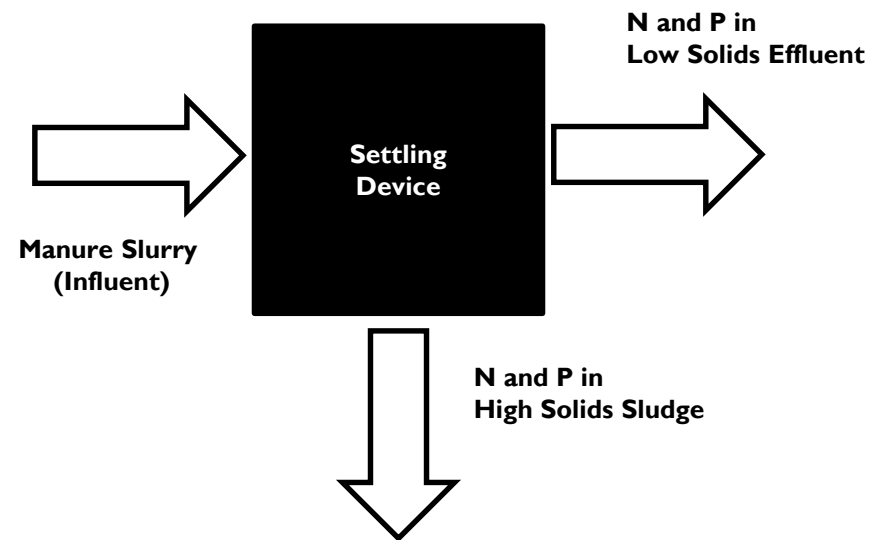 N and P in
Low Solids Effluent
Settling
Device
Manure Slurry
(Influent)
N and P in
High Solids Sludge